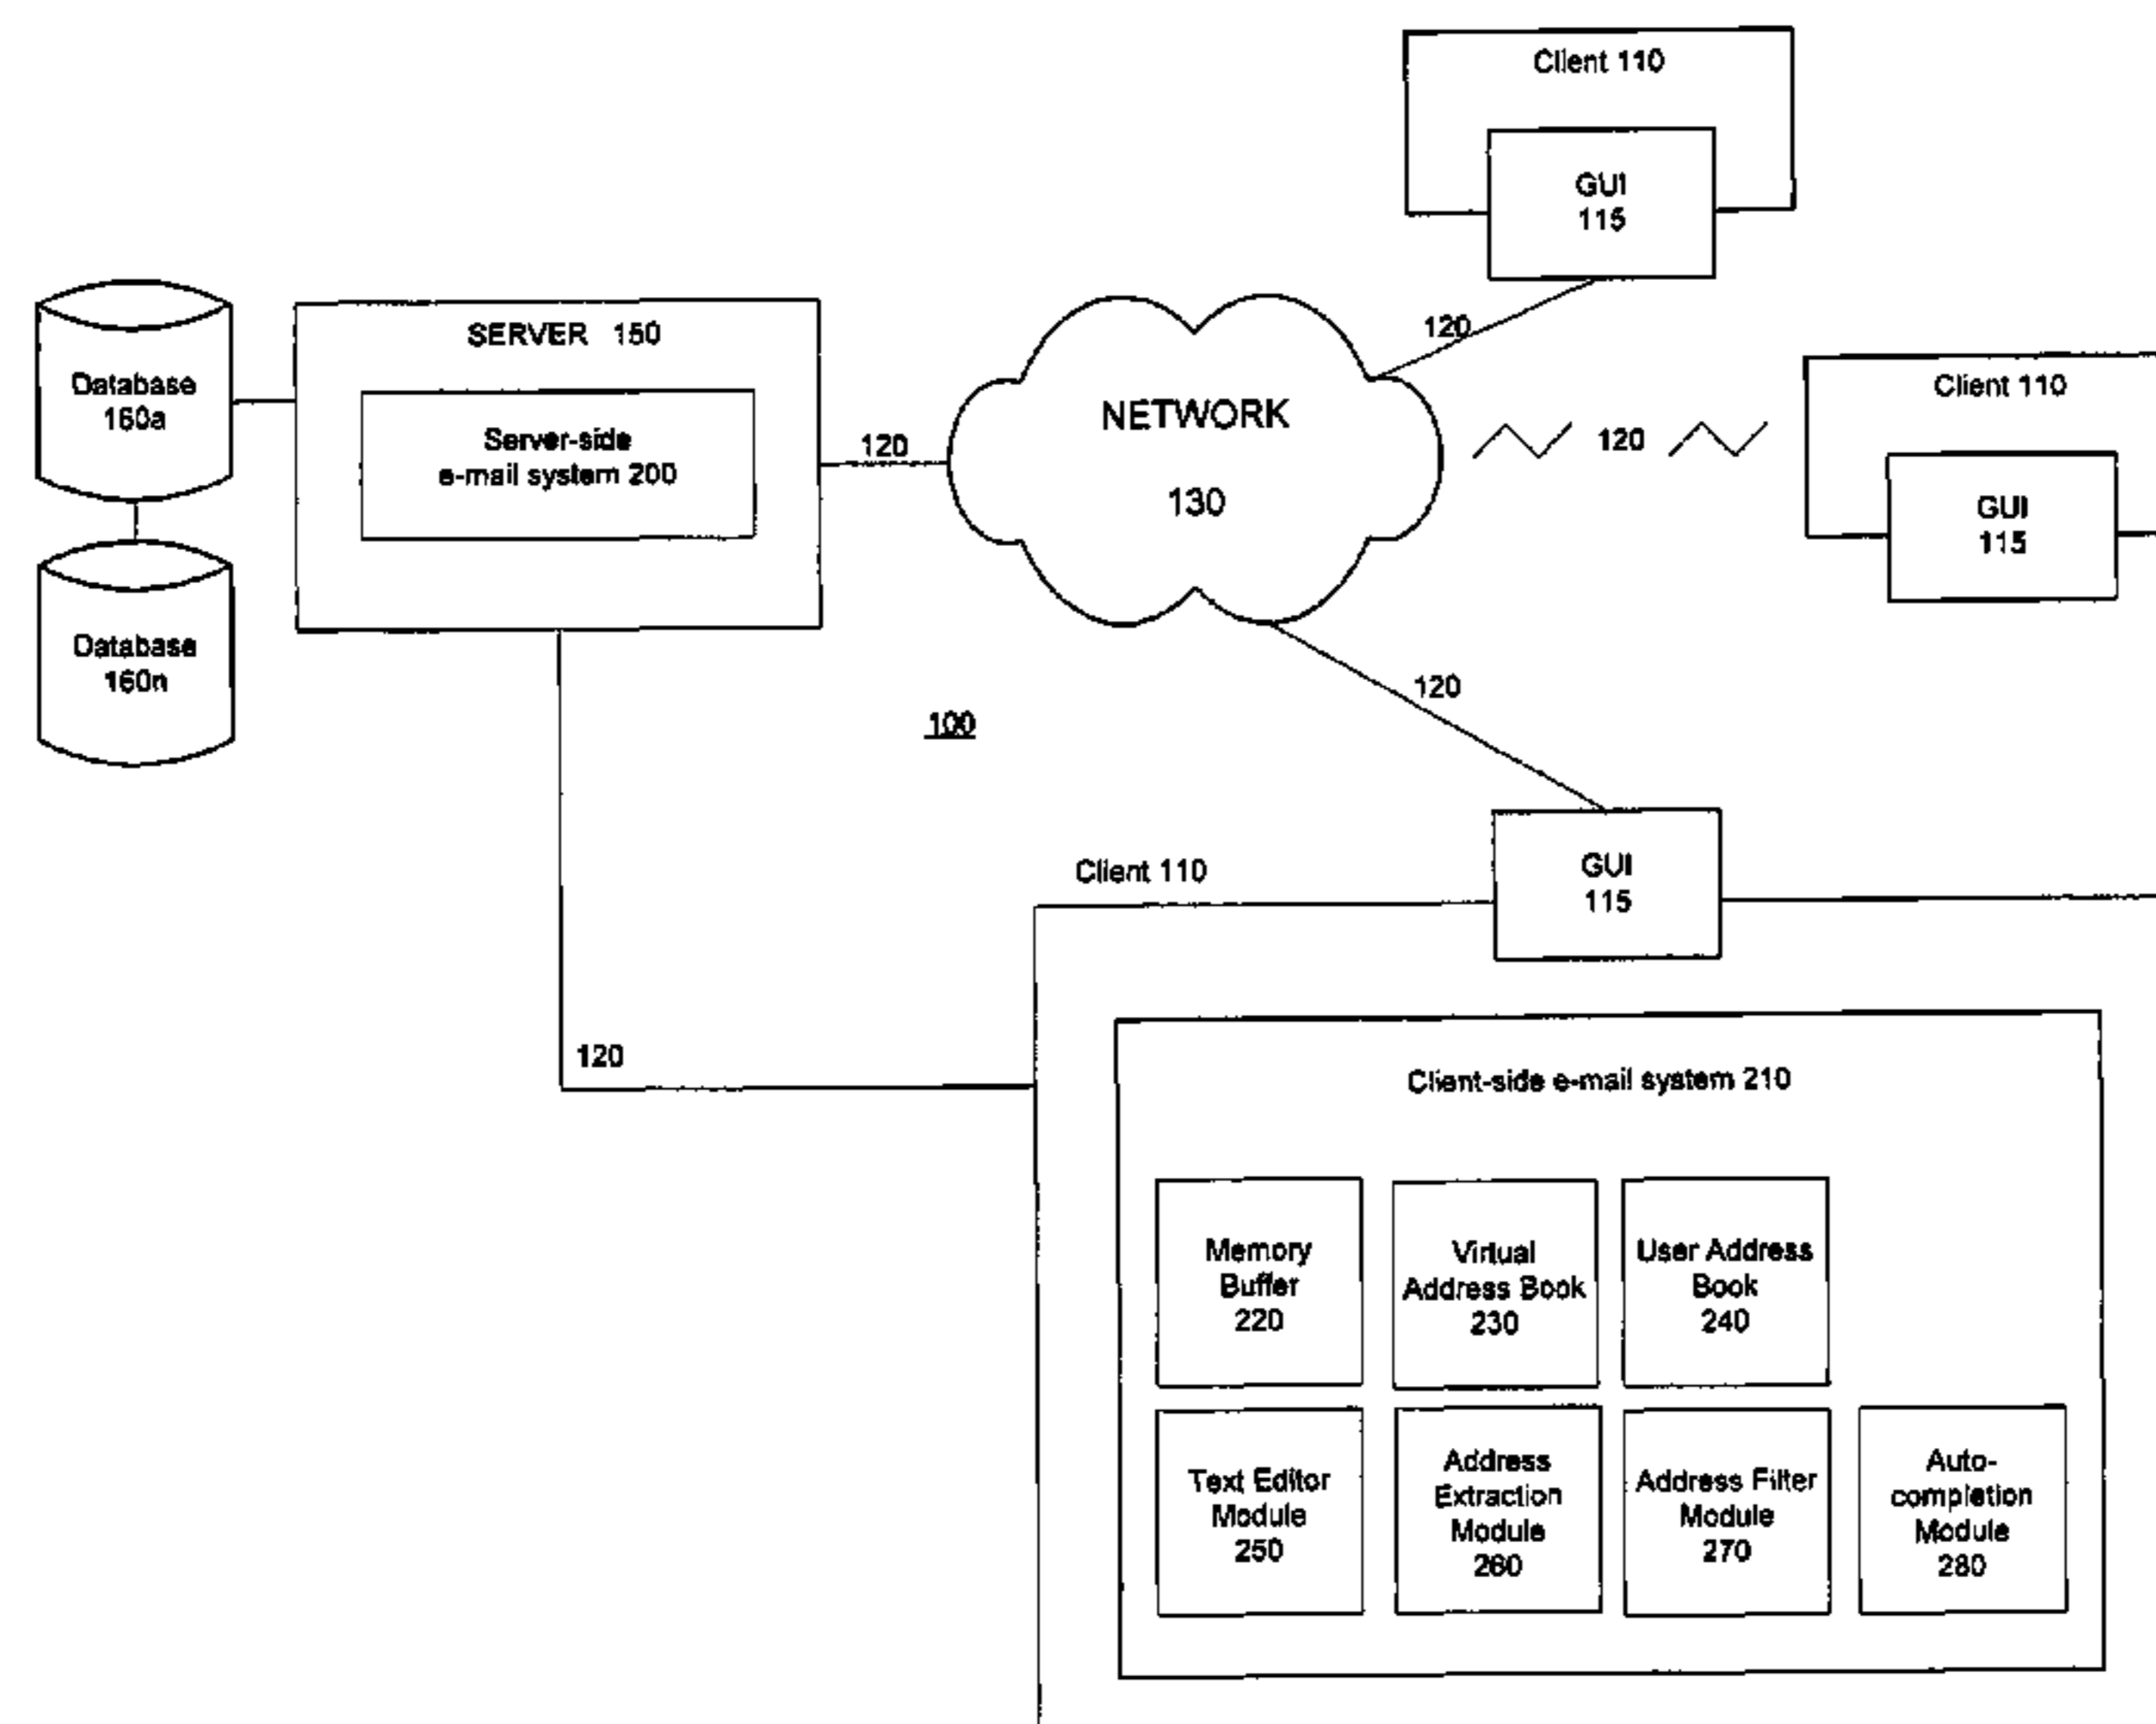 Client 110
GUI
115
120
SERVER 150
Server-side
e-mail system 200
Database
160a
Database
160n
120
NETWORK
130
120
Client 110
GUI
115
120
100
Client 110
GUI
115
120
Client-side e-mail system 210
Memory
Buffer
220
Virtual
Address Book
230
User Address
Book
240
Text Editor
Module
250
Address
Extraction
Module
260
Address Filter
Module
270
Auto-
completion
Module
280